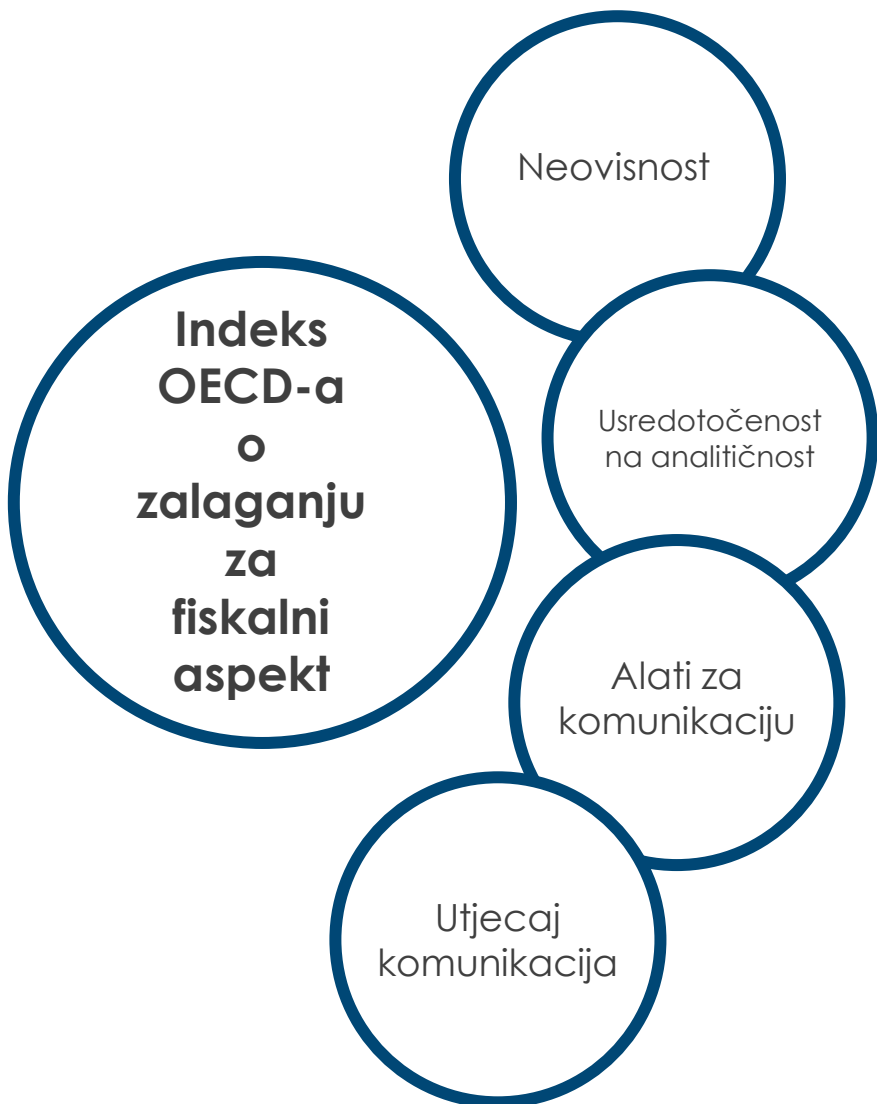 Indeks
OECD-a
o
zalaganju
za
fiskalni
aspekt
Neovisnost
Usredotočenost
na analitičnost
Alati za
komunikaciju
Utjecaj
komunikacija